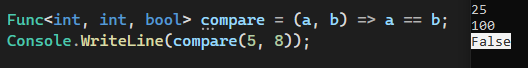 Func<int, int, bool> compare = (a, b) => a == b;
Console.WriteLine(compare(5, 8));
25
100
False